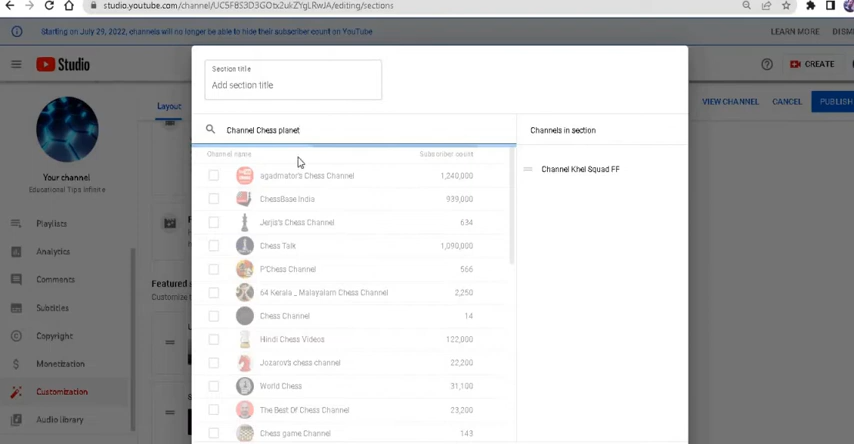 studio.youtube.com/channel/UC5F8S3D3GOtx2ukZYgLRwJA/editing/sections
Starting on July 29, 2022, channels will no longer be able to hide their subscriber count on YouTube
LEARN MORE
Studio
CREATE
Section title
Add section title
Layout
VIEW CHANNEL
CANCEL
PUBLISH
Channel Chess planet
Channels in section
Channel name
Subscriber count
Channel Khel Squad FF
agadmator's Chess Channel
1,240,000
ChessBase India
939,000
Jerjis's Chess Channel
634
Chess Talk
1,090,000
P'Chess Channel
566
64 Kerala _ Malayalam Chess Channel
2,250
Chess Channel
14
Hindi Chess Videos
122,000
Jozarov's chess channel
22,200
World Chess
31,100
The Best Of Chess Channel
23,200
Chess game Channel
143
Your channel
Educational Tips Infinite
Playlists
Analytics
Comments
Subtitles
Copyright
Monetization
Customization
Audio library
Featured
Customize